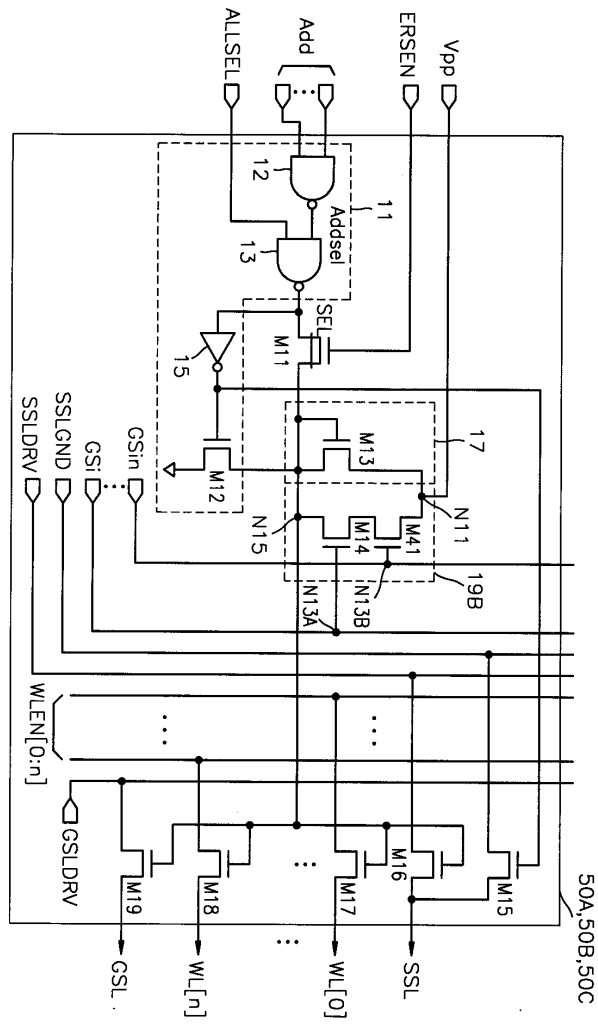 Vpp
ERSEN
Add
ALLSEL
11
12
Addsel
13
SEL
M11
15
M12
17
M13
N11
M41
M14
19B
N15
N13B
N13A
GSin
GSi
SSLGND
SSLDRV
WLEN[0:n]
GSLDRV
M15
M16
M17
M18
M19
50A,50B,50C
SSL
WL[0]
WL[n]
GSL